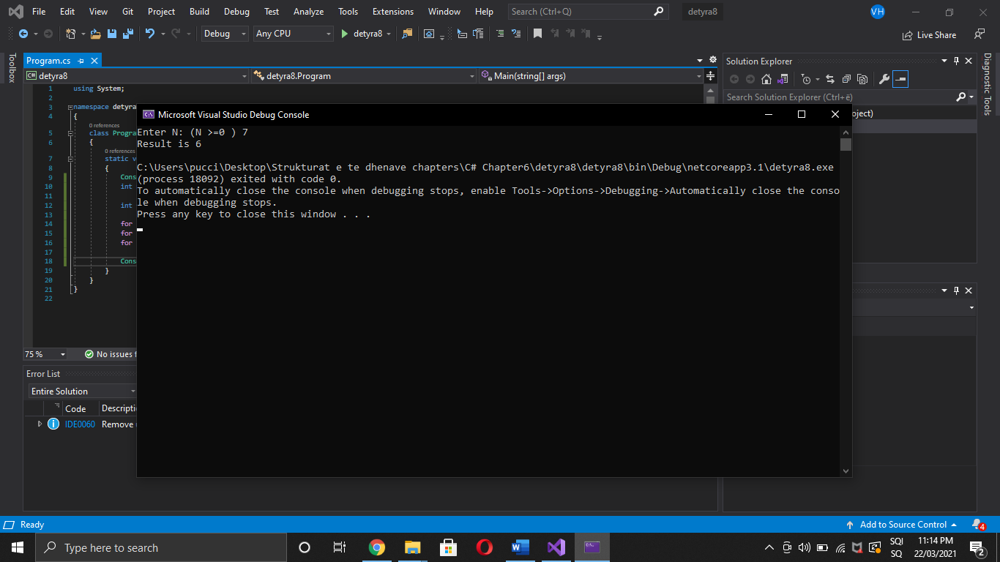 File Edit View Git Project Build Debug Test Analyze Tools Extensions Window Help Search (Ctrl+Q) detyra8 VH
Debug Any CPU detyra8 Live Share
Toolbox
Program.cs
detyra8 detyra8.Program Main(string[] args)
1 using System;
2
3 namespace detyra
4 {
0 references
5 class Progra
6 {
0 references
7 static v
8 {
9 Cons
10 int
11
12 int
13
14 for
15 for
16 for
17
18 Cons
19 }
20 }
21 }
22
75 % No issues f
Error List
Entire Solution
Code Descripti
IDE0060 Remove
Microsoft Visual Studio Debug Console
Enter N: (N >=0 ) 7
Result is 6
C:\Users\pucci\Desktop\Strukturat e te dhenave chapters\C# Chapter6\detyra8\detyra8\bin\Debug\netcoreapp3.1\detyra8.exe
(process 18092) exited with code 0.
To automatically close the console when debugging stops, enable Tools->Options->Debugging->Automatically close the conso
le when debugging stops.
Press any key to close this window . . .
Solution Explorer
Search Solution Explorer (Ctrl+ë)
oject)
Diagnostic Tools
Ready Add to Source Control 4
Type here to search
SQJ
SQ
11:14 PM
22/03/2021
2